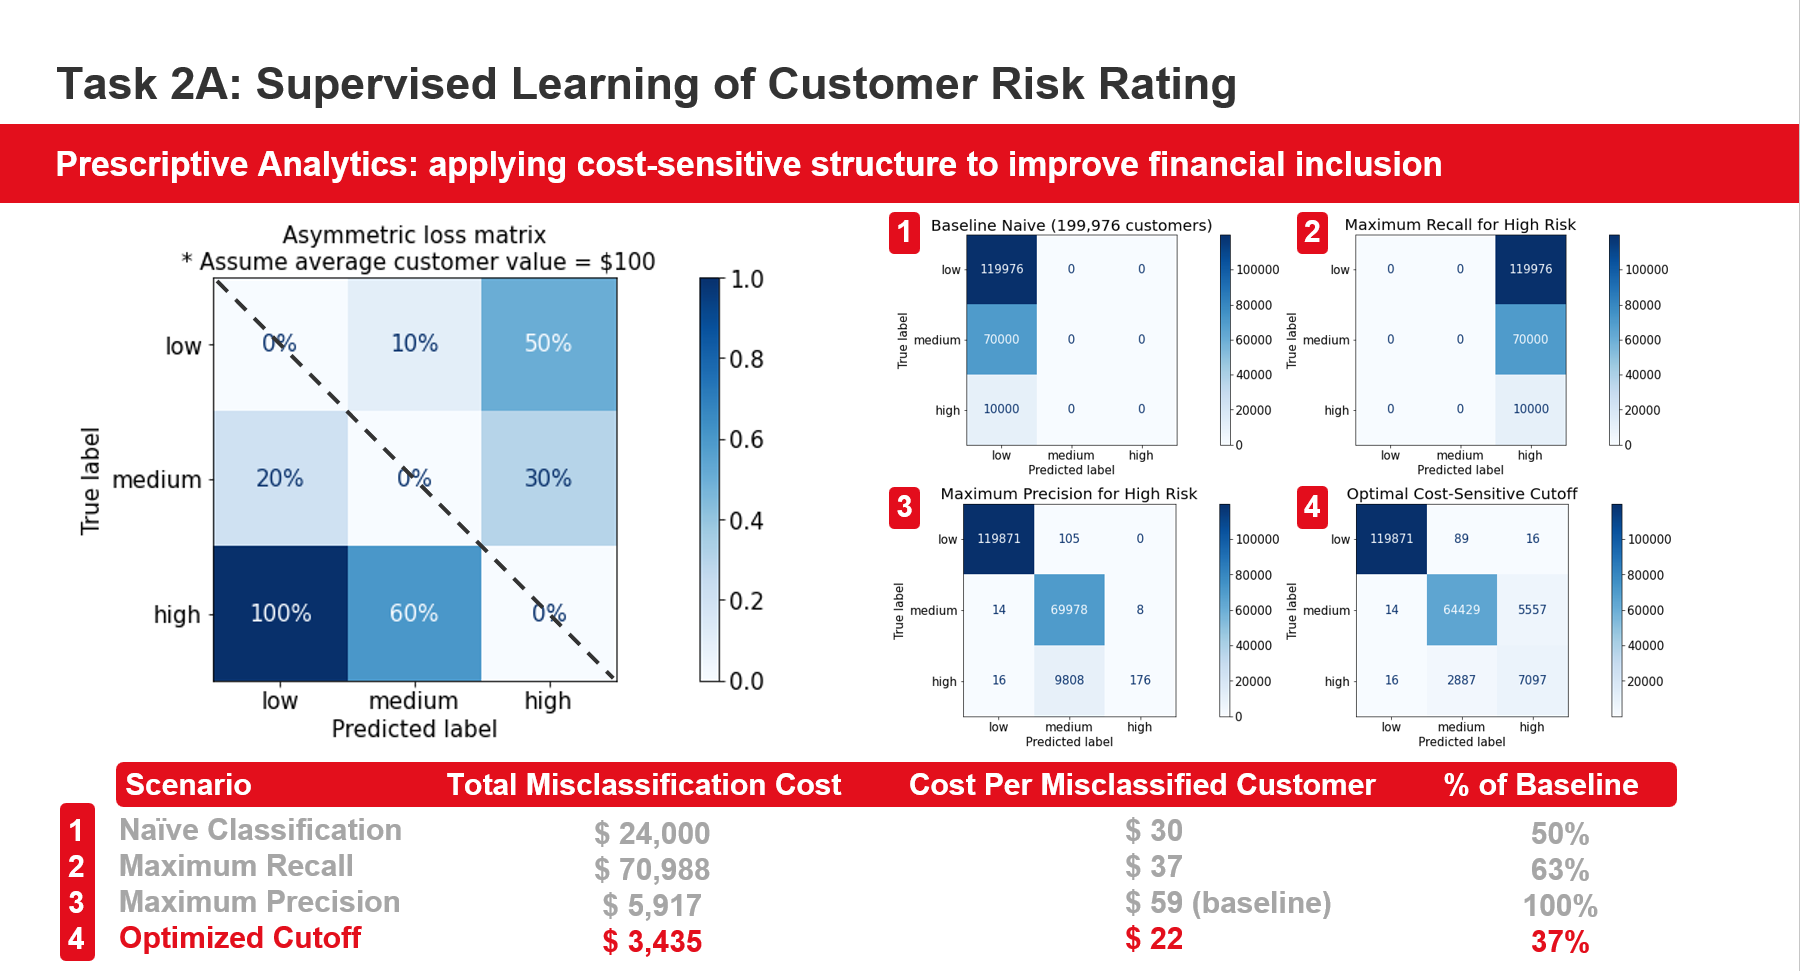 Task 2A: Supervised Learning of Customer Risk Rating
Prescriptive Analytics: applying cost-sensitive structure to improve financial inclusion
Asymmetric loss matrix
* Assume average customer value = $100
True label
low 0% 10% 50%
medium 20% 0% 30%
high 100% 60% 0%
low medium high
Predicted label
1.0
0.8
0.6
0.4
0.2
0.0
1
Baseline Naive (199,976 customers)
True label
low 119976 0 0
medium 70000 0 0
high 10000 0 0
low medium high
Predicted label
100000
80000
60000
40000
20000
0
2
Maximum Recall for High Risk
True label
low 0 0 119976
medium 0 0 70000
high 0 0 10000
low medium high
Predicted label
100000
80000
60000
40000
20000
0
3
Maximum Precision for High Risk
True label
low 119871 105 0
medium 14 69978 8
high 16 9808 176
low medium high
Predicted label
100000
80000
60000
40000
20000
0
4
Optimal Cost-Sensitive Cutoff
True label
low 119871 89 16
medium 14 64429 5557
high 16 2887 7097
low medium high
Predicted label
100000
80000
60000
40000
20000
Scenario Total Misclassification Cost Cost Per Misclassified Customer % of Baseline
1 Naïve Classification $ 24,000 $ 30 50%
2 Maximum Recall $ 70,988 $ 37 63%
3 Maximum Precision $ 5,917 $ 59 (baseline) 100%
4 Optimized Cutoff $ 3,435 $ 22 37%